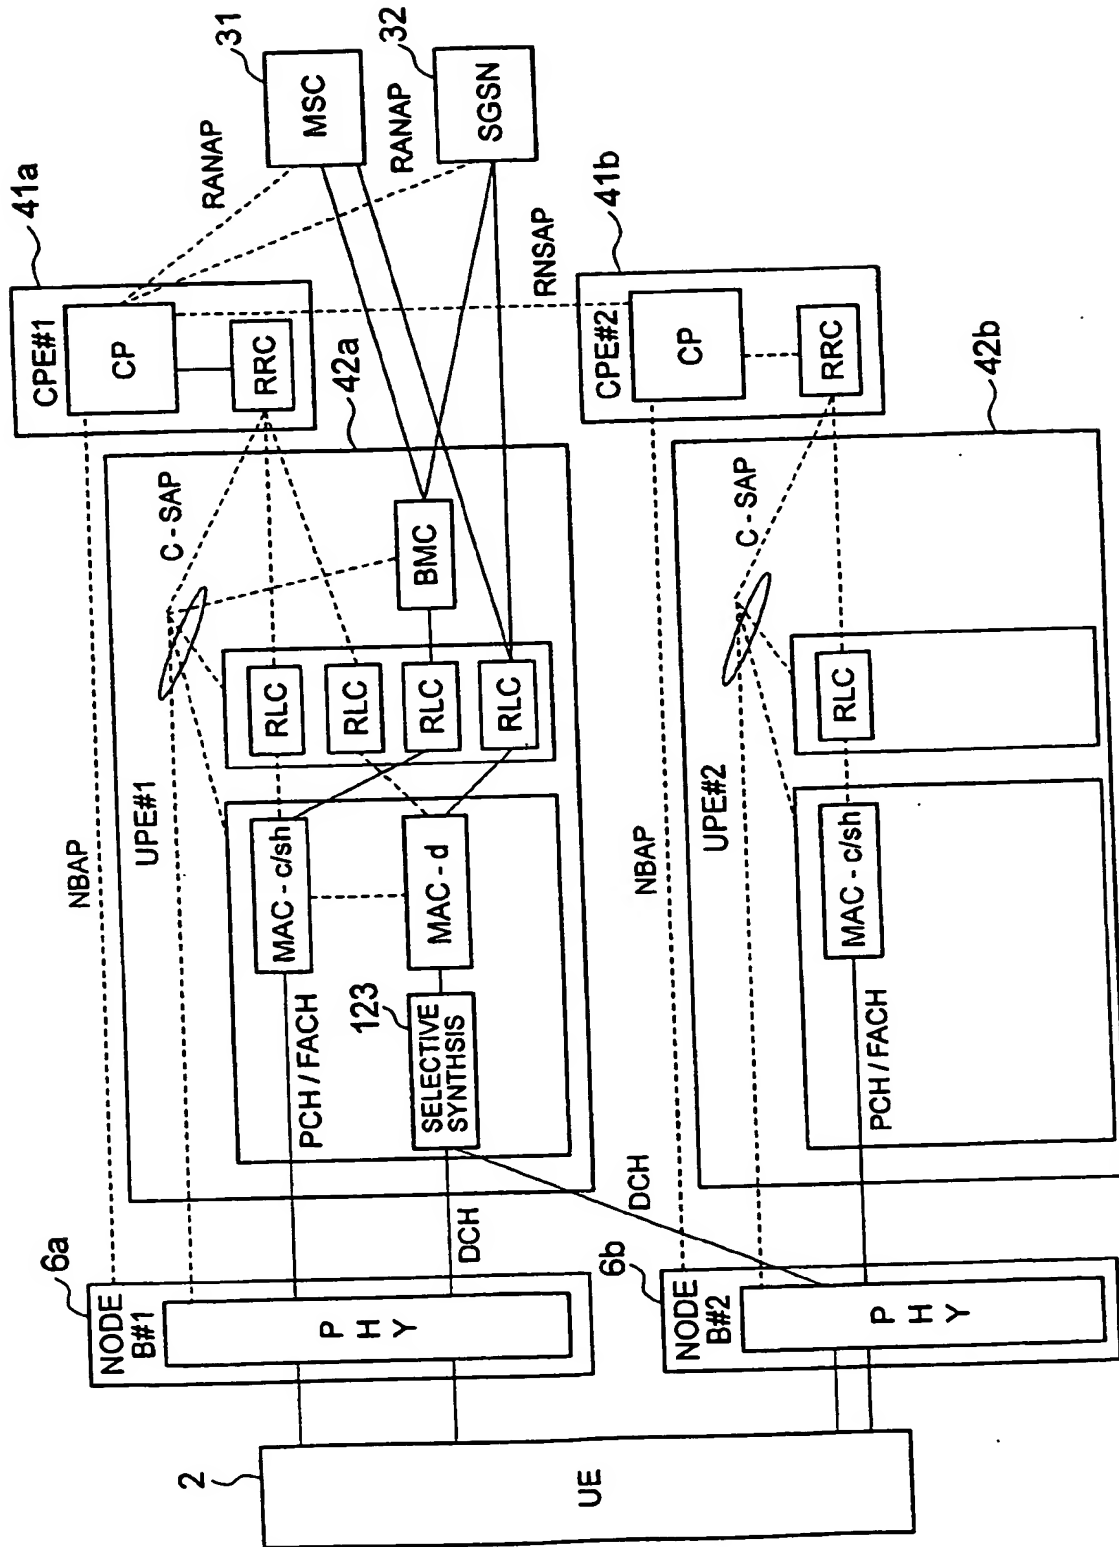 31
MSC
RANAP
32
SGSN
RANAP
41a
CPE#1
CP
RRC
42a
RNSAP
41b
CPE#2
CP
RRC
42b
NBAP
UPE#1
C - SAP
BMC
RLC
RLC
RLC
RLC
MAC - c/sh
MAC - d
123
SELECTIVE
SYNTHSIS
PCH / FACH
DCH
NBAP
UPE#2
C - SAP
RLC
MAC - c/sh
PCH / FACH
DCH
6a
NODE
B#1
P
H
Y
6b
NODE
B#2
P
H
Y
2
UE